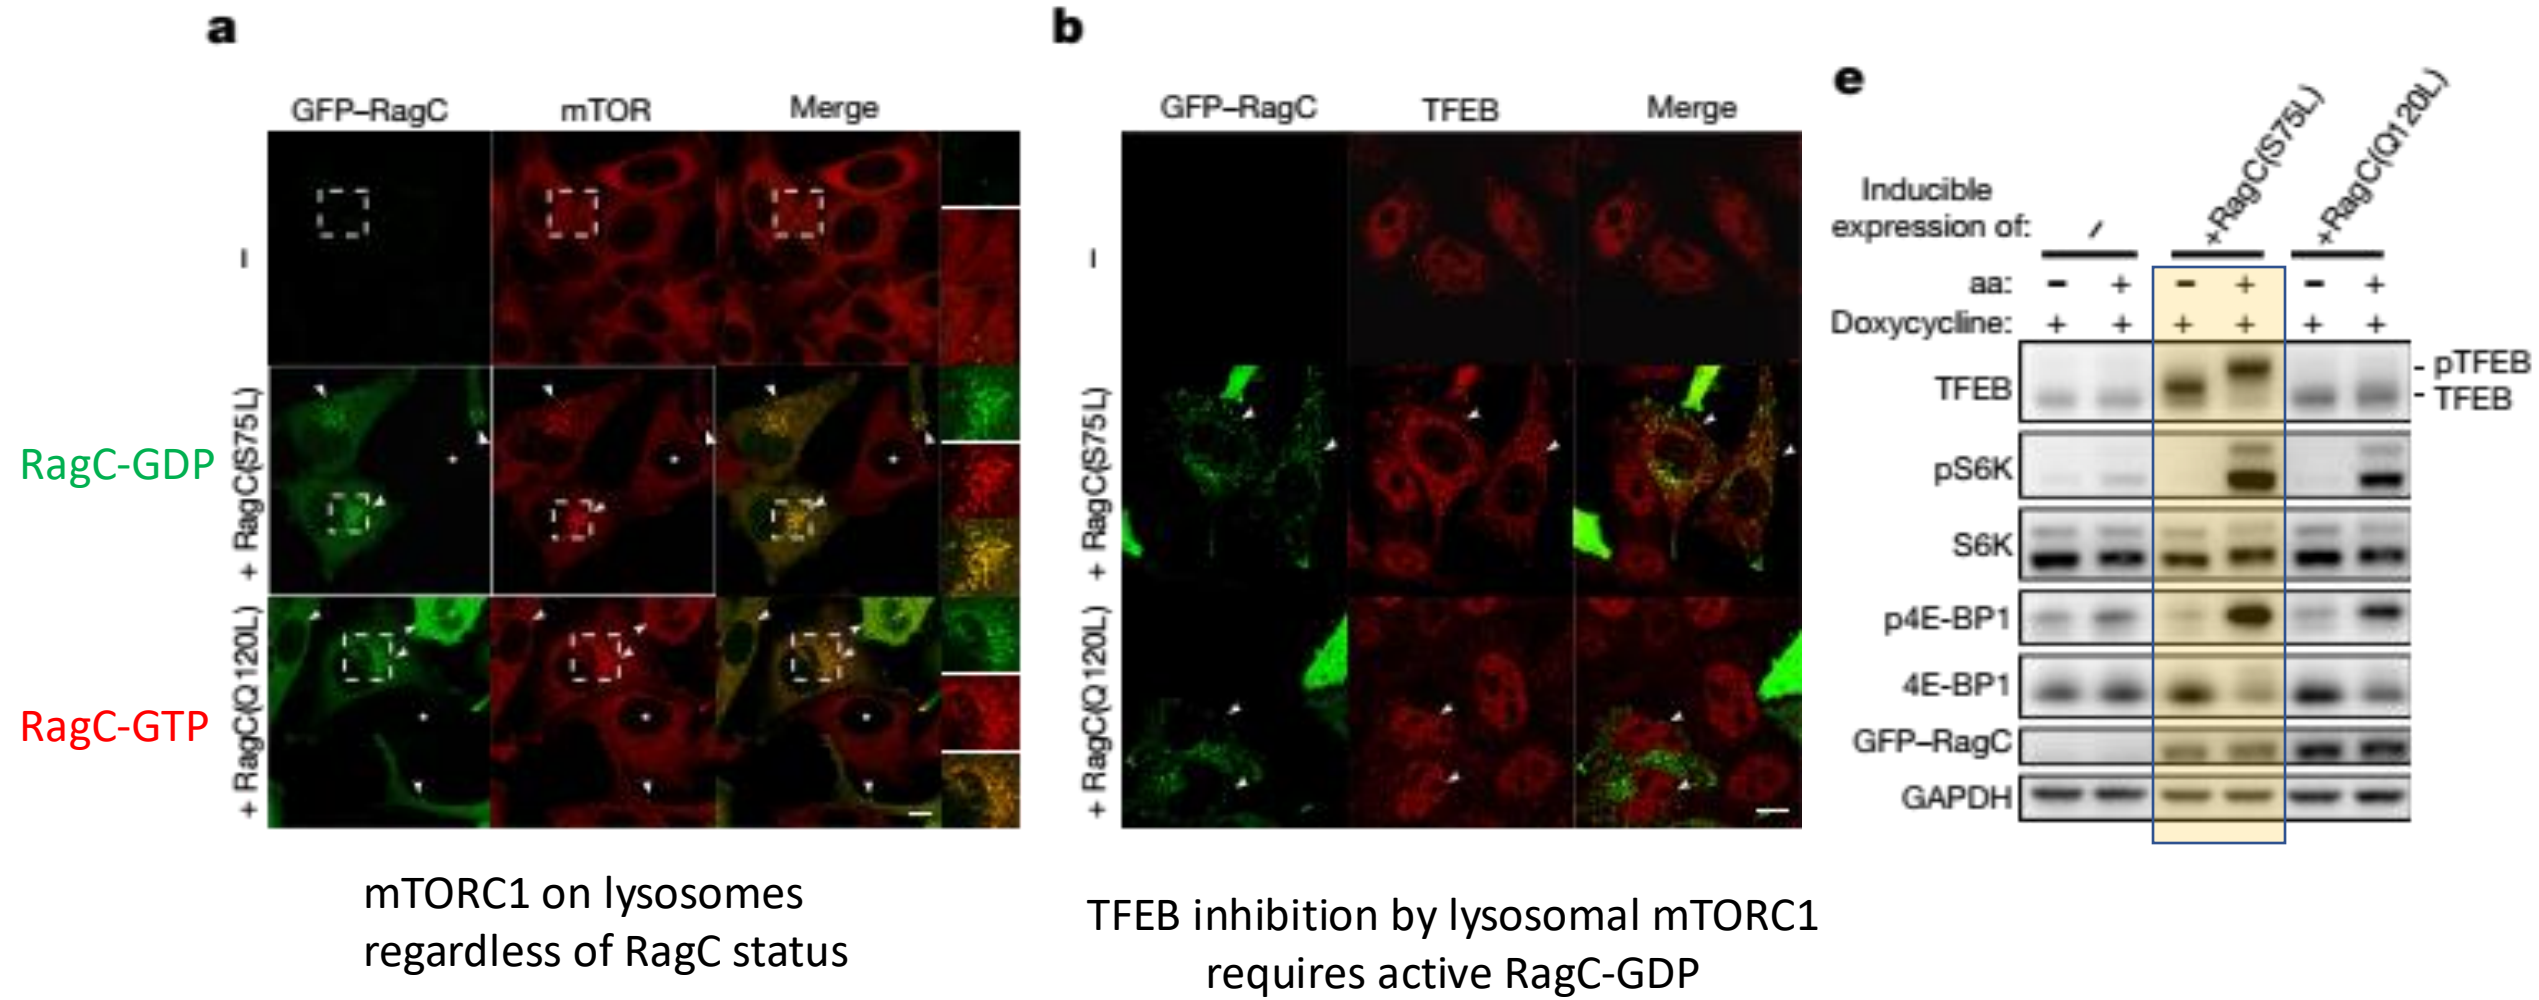 a
GFP–RagC mTOR Merge
–
+ RagC(S75L)
+ RagC(Q120L)
RagC-GDP
RagC-GTP
* * *
* * *
mTORC1 on lysosomes
regardless of RagC status
b
GFP–RagC TFEB Merge
–
+ RagC(S75L)
+ RagC(Q120L)
TFEB inhibition by lysosomal mTORC1
requires active RagC-GDP
e
Inducible
expression of:
– +RagC(S75L) +RagC(Q120L)
aa: – + – + – +
Doxycycline: + + + + + +
TFEB
- pTFEB
- TFEB
pS6K
S6K
p4E-BP1
4E-BP1
GFP–RagC
GAPDH